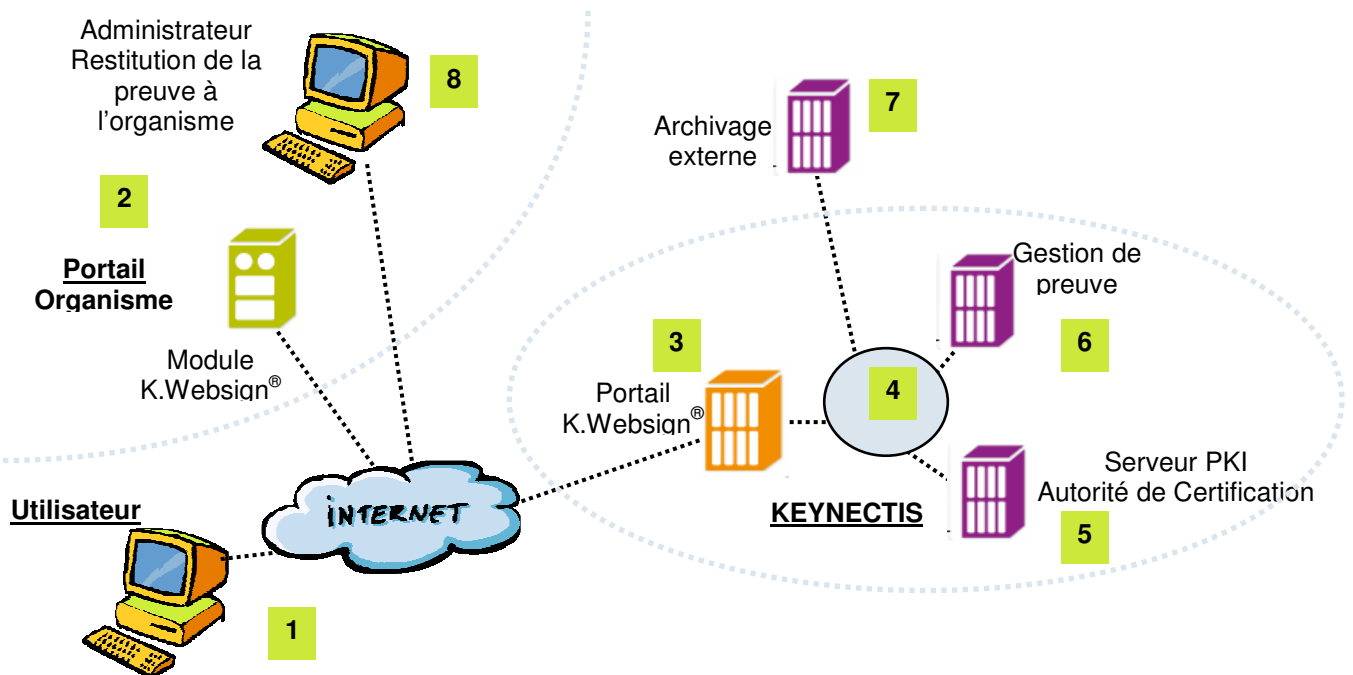 Administrateur
Restitution de la
preuve à
l'organisme
8
2
Portail
Organisme
Module
K.Websign®
7
Archivage
externe
Gestion de
preuve
6
3
Portail
K.Websign®
4
Serveur PKI
Autorité de Certification
5
KEYNECTIS
INTERNET
Utilisateur
1